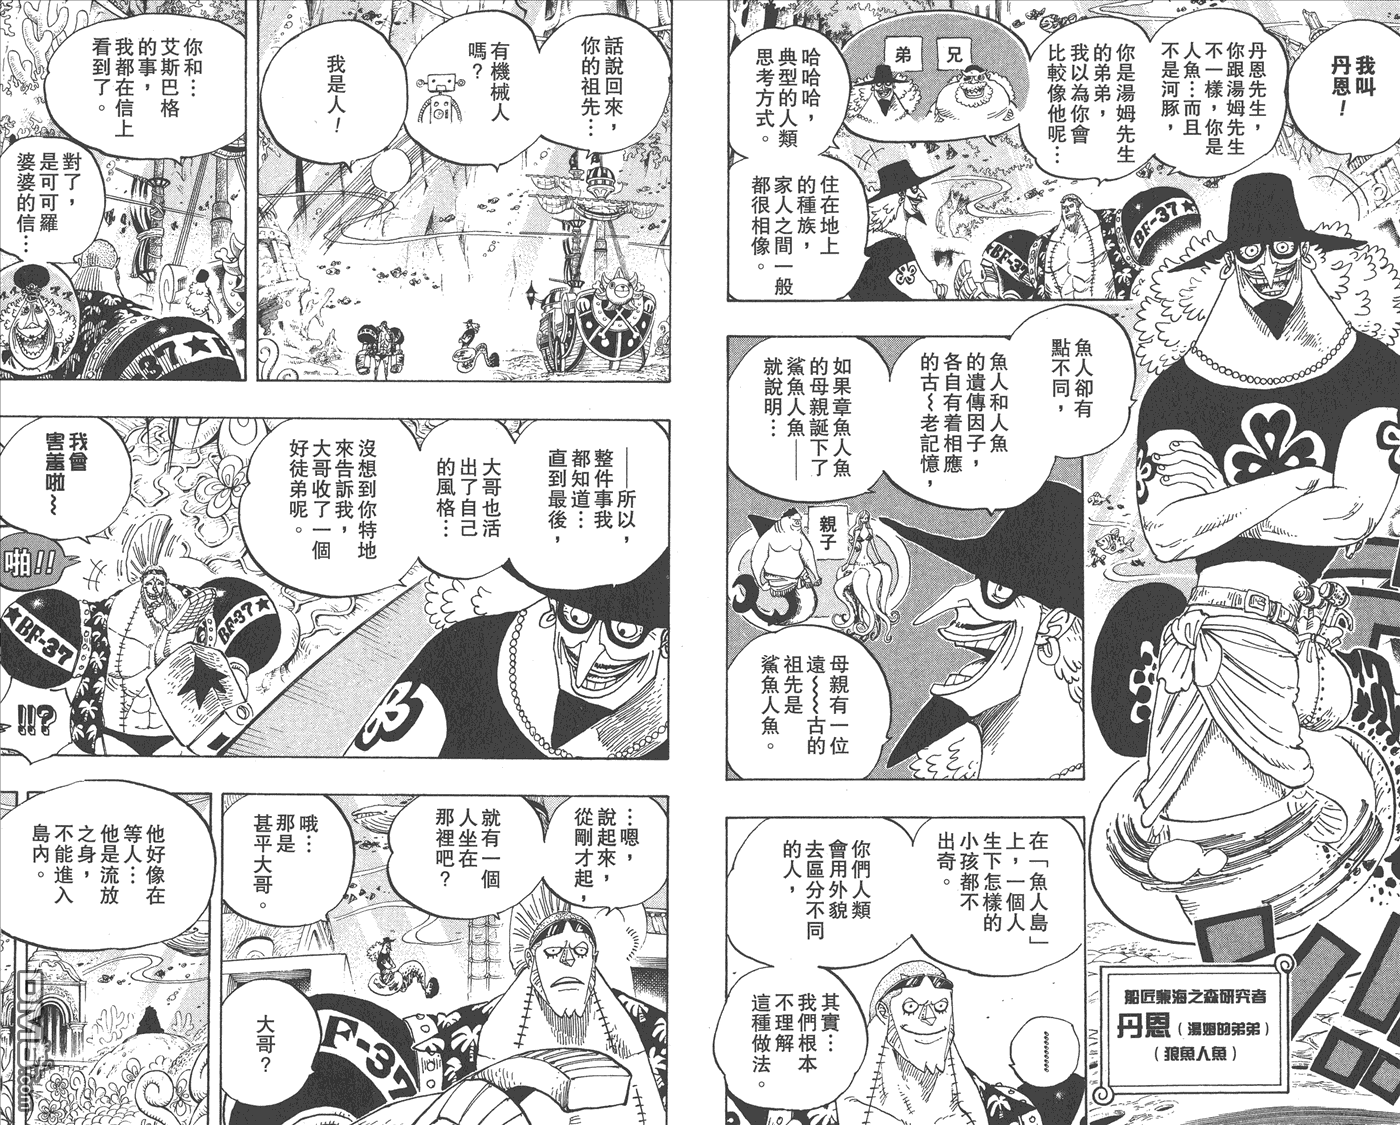 我叫
丹恩！
丹恩先生，
你跟湯姆先生
不一樣，你是
人魚…而且
不是河豚，
你是湯姆先生
的弟弟，
我以為你會
比較像他呢…
兄
弟
哈哈哈，
典型的人類
思考方式。
住在地上
的種族，
家人之間一般
都很相像。
BF-37
BF-37
魚人卻有
點不同，
魚人和人魚
的遺傳因子，
各自有着相應
的古～老記憶，
如果章魚人魚
的母親誕下了
鯊魚人魚——
就說明…
親子
母親有一位
遠～～～古的
祖先是
鯊魚人魚。
船匠兼海之森研究者
丹恩（湯姆的弟弟）
（狼魚人魚）
在「魚人島」
上，一個人
生下怎樣的
小孩都不
出奇。
你們人類
會用外貌
去區分不同
的人，
其實…
我們根本
不理解
這種做法。
………
話說回來，
你的祖先…
有機械人
嗎？
我是人！
你和…
艾斯巴格
的事，
我都在信上
看到了。
對了，
是可可羅
婆婆的信…
——所以，
整件事我
都知道…
直到最後，
大哥也活
出了自己
的風格…
沒想到你特地
來告訴我，
大哥收了一個
好徒弟呢。
我會
害羞啦～
啪!!
★BF-37
BF-37★
!!?
…嗯，
說起來，
從剛才起，
就有一個
人坐在
那裡吧？
哦…
那是
甚平大哥。
大哥？
F-37
他好像在
等人…
他是流放
之身，
不能進入
島內。